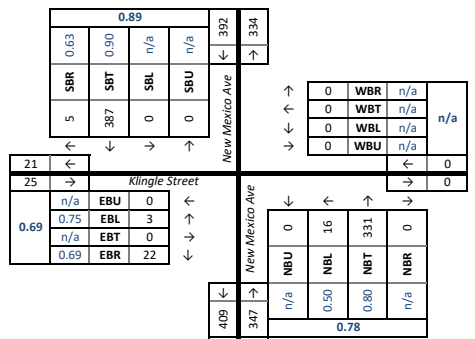 0.89
392 334
0.63 0.90 n/a n/a
↓ ↑
SBR SBT SBL SBU
5 387 0 0
← ↓ → ↑
New Mexico Ave
↑ 0 WBR n/a
← 0 WBT n/a
↓ 0 WBL n/a
→ 0 WBU n/a
n/a
21 ← ← 0
25 → Klingle Street → 0
0.69
n/a EBU 0 ←
0.75 EBL 3 ↑
n/a EBT 0 →
0.69 EBR 22 ↓
New Mexico Ave
↓ ← ↑ →
0 16 331 0
NBU NBL NBT NBR
n/a 0.50 0.80 n/a
↓ ↑
409 347
0.78